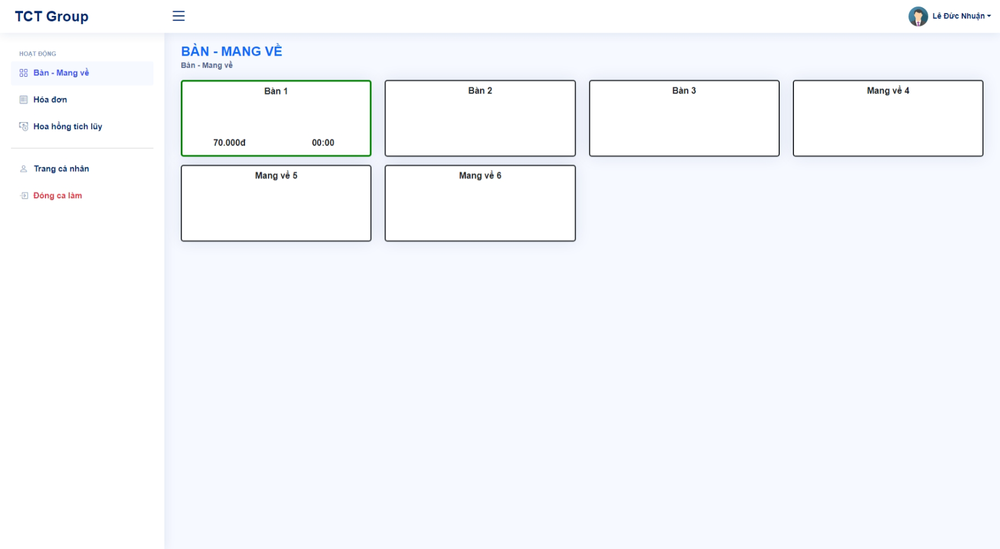 TCT Group
Lê Đức Nhuận
HOẠT ĐỘNG
Bàn - Mang về
Hóa đơn
Hoa hồng tích lũy
Trang cá nhân
Đóng ca làm
BÀN - MANG VỀ
Bàn - Mang về
Bàn 1
70.000đ 00:00
Bàn 2
Bàn 3
Mang về 4
Mang về 5
Mang về 6